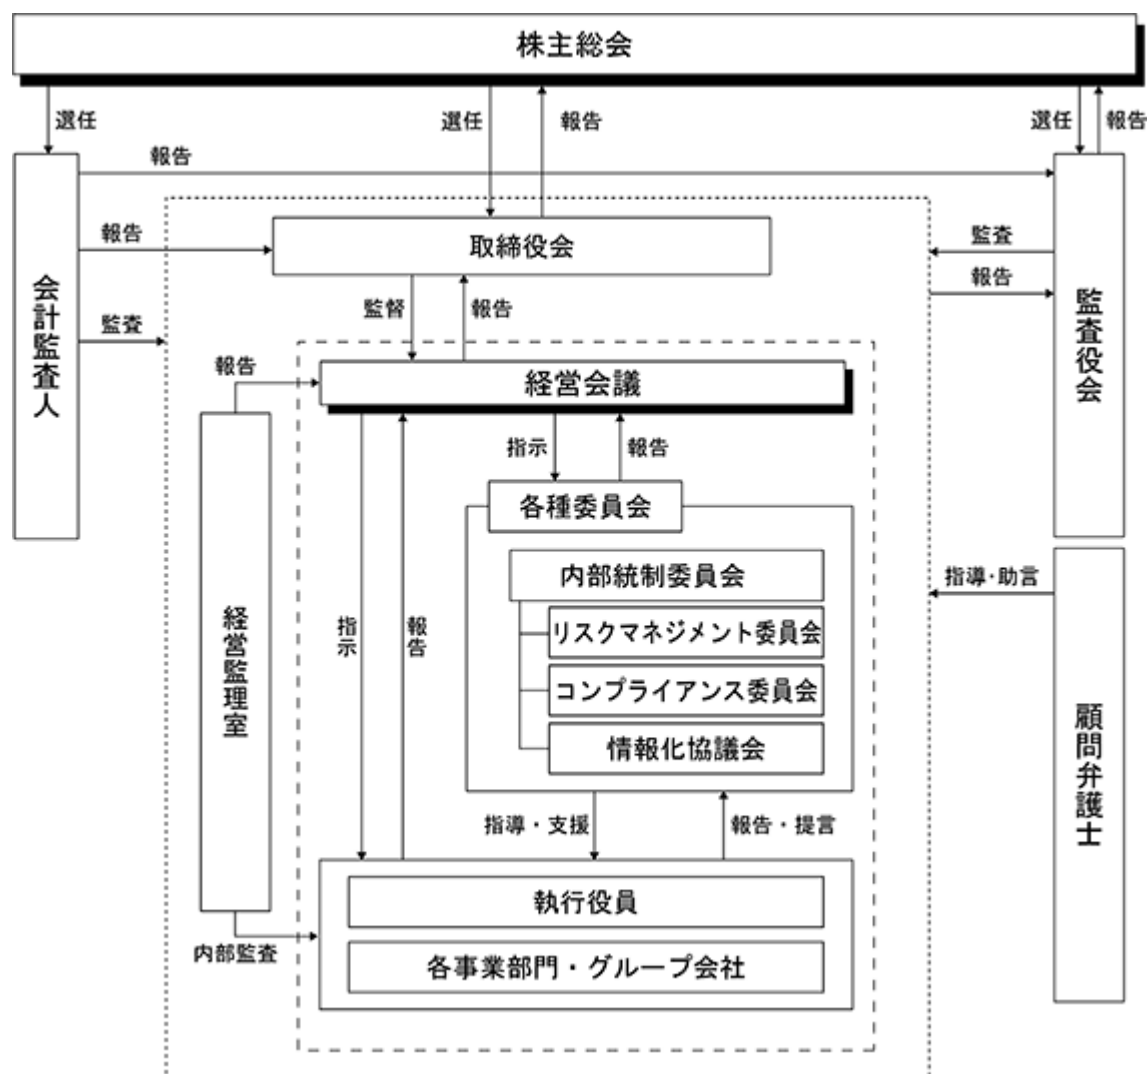 株主総会
選任
選任
報告
選任
報告
報告
会計監査人
報告
監査
取締役会
監査
報告
監査役会
監督
報告
報告
経営会議
指示
報告
各種委員会
内部統制委員会
リスクマネジメント委員会
コンプライアンス委員会
情報化協議会
指示
報告
経営監理室
指導・助言
顧問弁護士
指導・支援
報告・提言
執行役員
各事業部門・グループ会社
内部監査